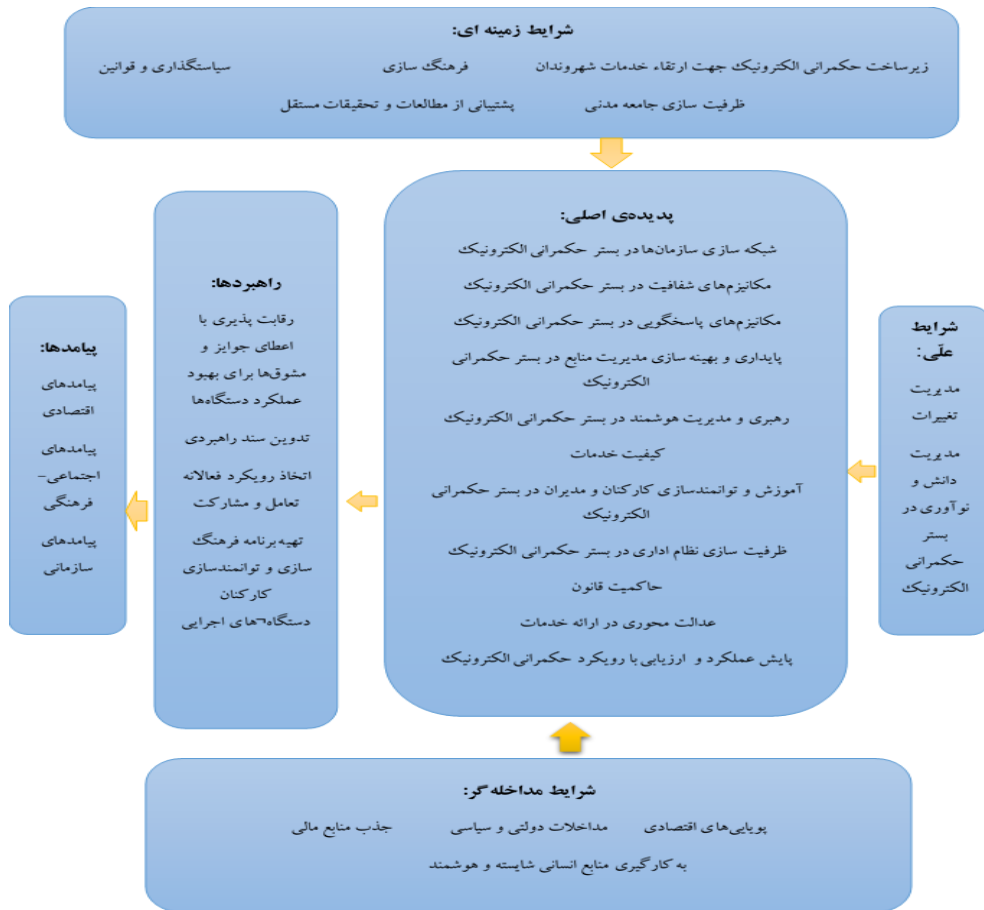 شرایط زمینه ای:
زیرساخت حکمرانی الکترونیک جهت ارتقاء خدمات شهروندان فرهنگ سازی سیاستگذاری و قوانین
ظرفیت سازی جامعه مدنی پشتیبانی از مطالعات و تحقیقات مستقل
شرایط
علّی:
مدیریت
تغییرات
مدیریت
دانش و
نوآوری در
بستر
حکمرانی
الکترونیک
پدیده‌ی اصلی:
شبکه سازی سازمان‌ها در بستر حکمرانی الکترونیک
مکانیزم‌های شفافیت در بستر حکمرانی الکترونیک
مکانیزم‌های پاسخگویی در بستر حکمرانی الکترونیک
پایداری و بهینه سازی مدیریت منابع در بستر حکمرانی
الکترونیک
رهبری و مدیریت هوشمند در بستر حکمرانی الکترونیک
کیفیت خدمات
آموزش و توانمندسازی کارکنان و مدیران در بستر حکمرانی
الکترونیک
ظرفیت سازی نظام اداری در بستر حکمرانی الکترونیک
حاکمیت قانون
عدالت محوری در ارائه خدمات
پایش عملکرد و ارزیابی با رویکرد حکمرانی الکترونیک
راهبردها:
رقابت پذیری با
اعطای جوایز و
مشوق‌ها برای بهبود
عملکرد دستگاه‌ها
تدوین سند راهبردی
اتخاذ رویکرد فعالانه
تعامل و مشارکت
تهیه برنامه فرهنگ
سازی و توانمندسازی
کارکنان
دستگاه¬های اجرایی
پیامدها:
پیامدهای
اقتصادی
پیامدهای
اجتماعی-
فرهنگی
پیامدهای
سازمانی
شرایط مداخله گر:
پویایی‌های اقتصادی مداخلات دولتی و سیاسی جذب منابع مالی
به کارگیری منابع انسانی شایسته و هوشمند